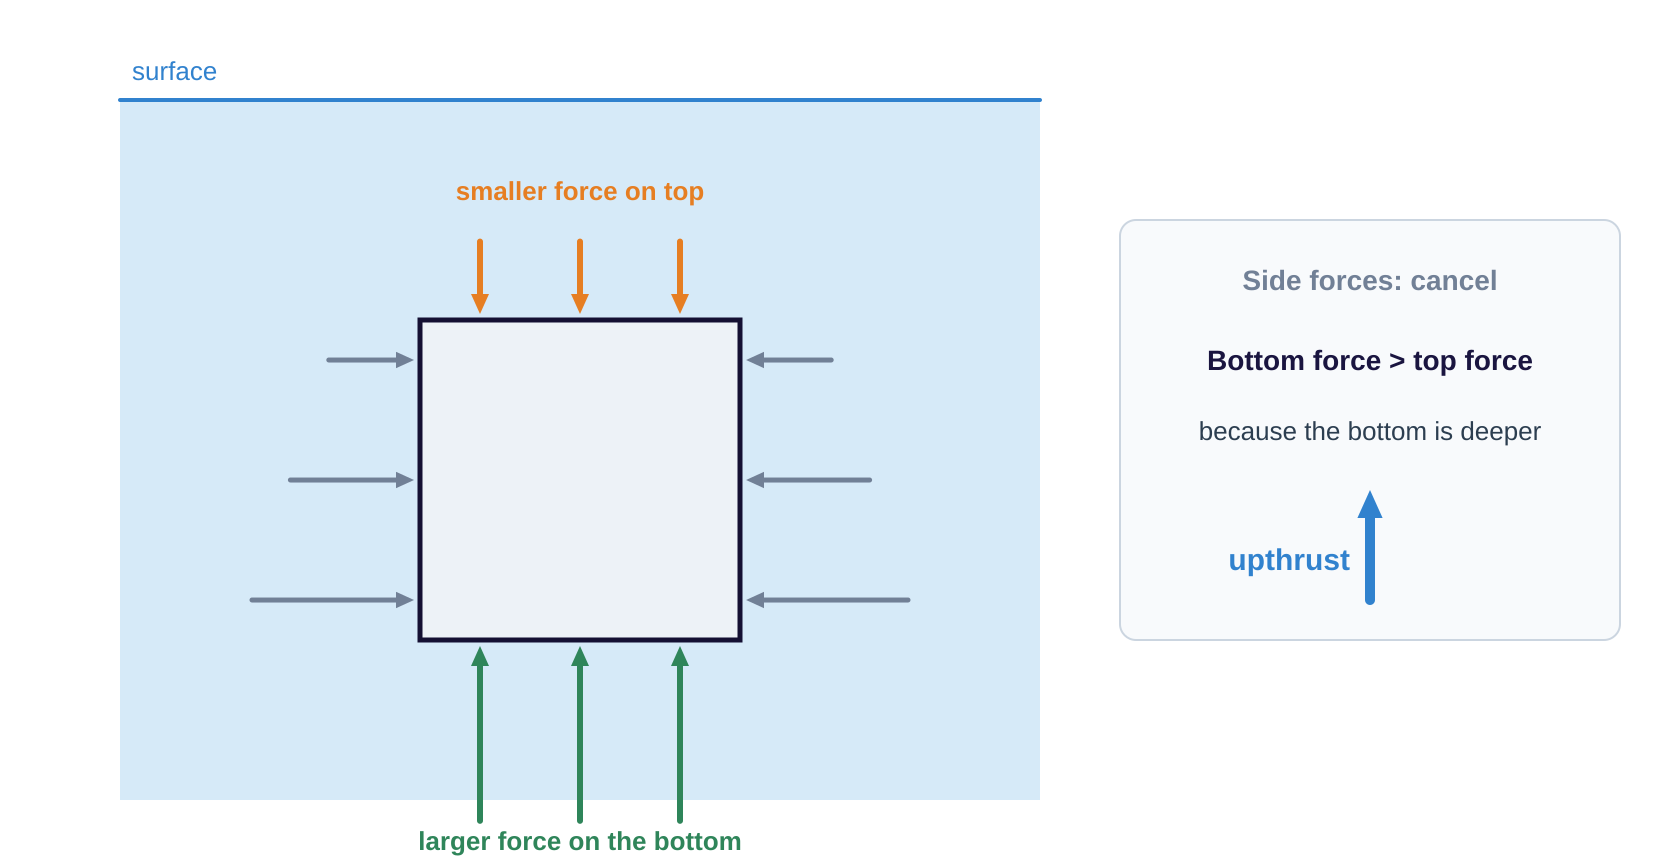 surface
smaller force on top
larger force on the bottom
Side forces: cancel
Bottom force > top force
because the bottom is deeper
upthrust